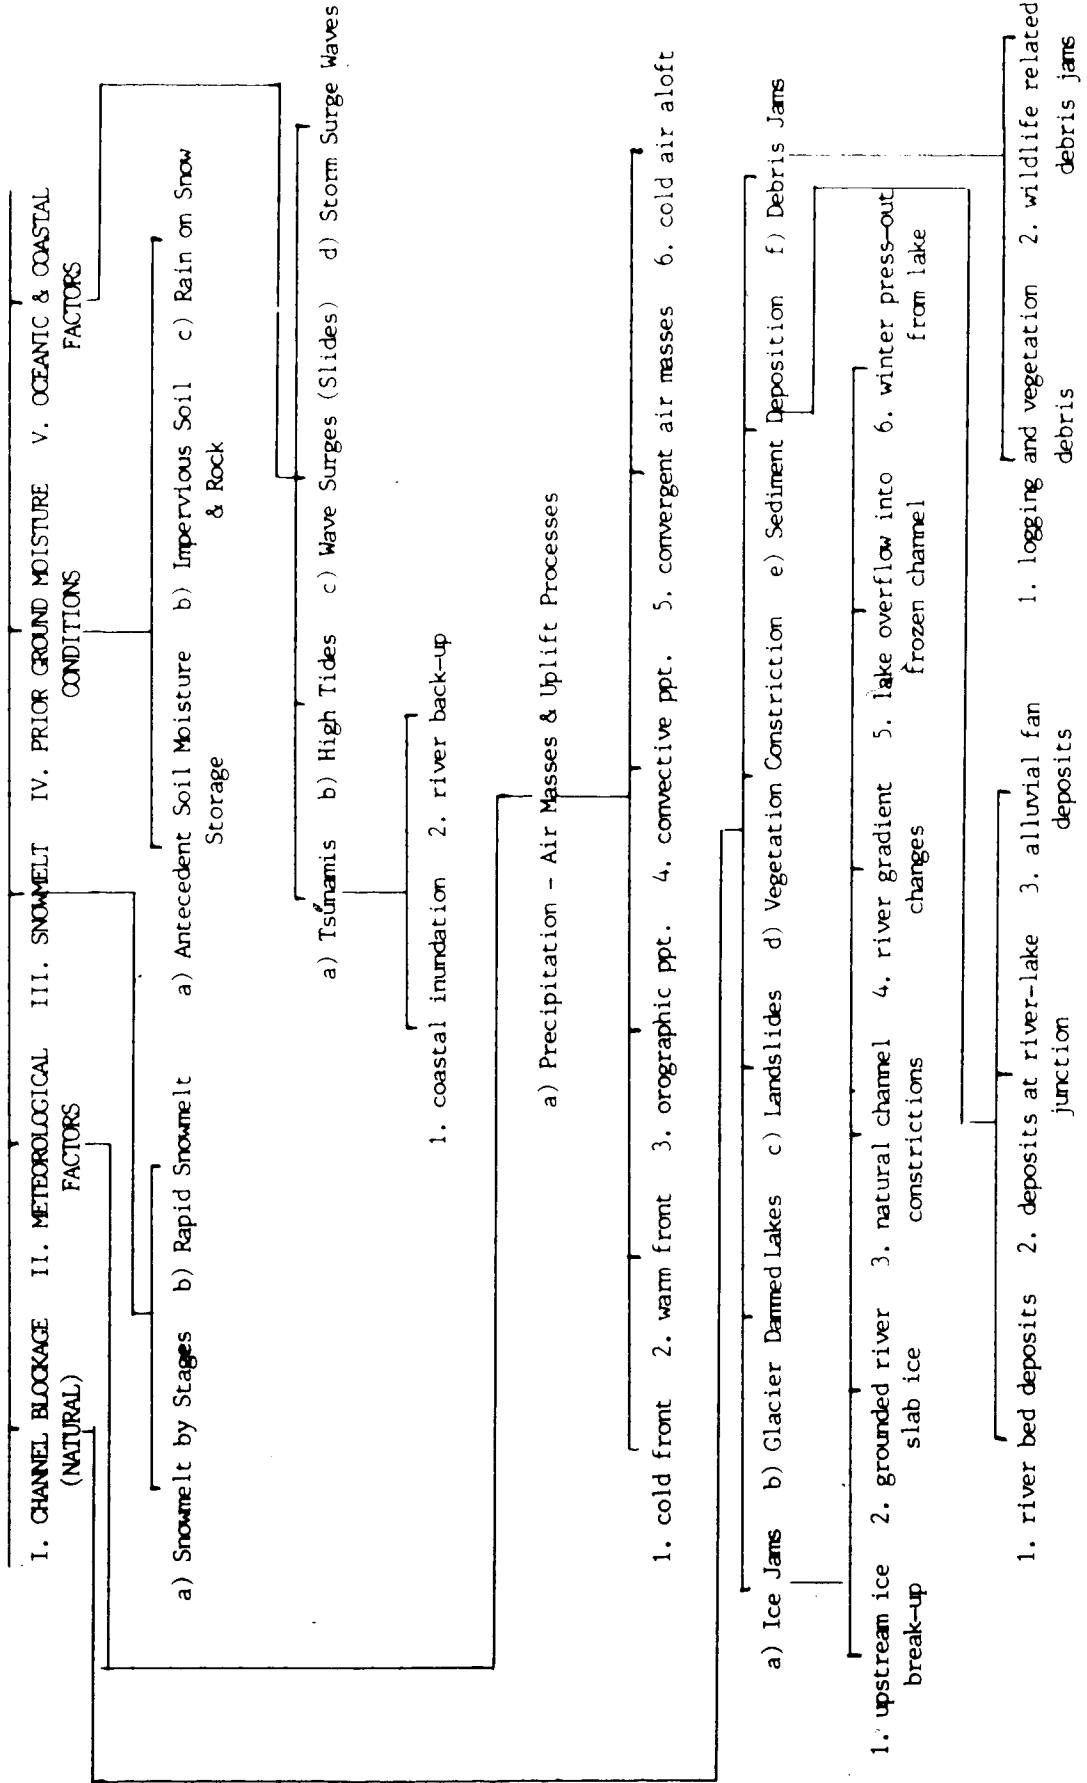 I. CHANNEL BLOCKAGE II. METEOROLOGICAL III. SNOWMELT IV. PRIOR GROUND MOISTURE V. OCEANIC & COASTAL
(NATURAL) FACTORS CONDITIONS FACTORS
a) Snowmelt by Stages b) Rapid Snowmelt a) Antecedent Soil Moisture b) Impervious Soil c) Rain on Snow
Storage & Rock
a) Tsunamis b) High Tides c) Wave Surges (Slides) d) Storm Surge Waves
1. coastal inundation 2. river back-up
a) Precipitation - Air Masses & Uplift Processes
1. cold front 2. warm front 3. orographic ppt. 4. convective ppt. 5. convergent air masses 6. cold air aloft
a) Ice Jams b) Glacier Dammed Lakes c) Landslides d) Vegetation Constriction e) Sediment Deposition f) Debris Jams
1. upstream ice 2. grounded river 3. natural channel 4. river gradient 5. lake overflow into 6. winter press-out
break-up slab ice constrictions changes frozen channel from lake
1. river bed deposits 2. deposits at river-lake 3. alluvial fan 1. logging and vegetation 2. wildlife related
junction deposits debris debris jams